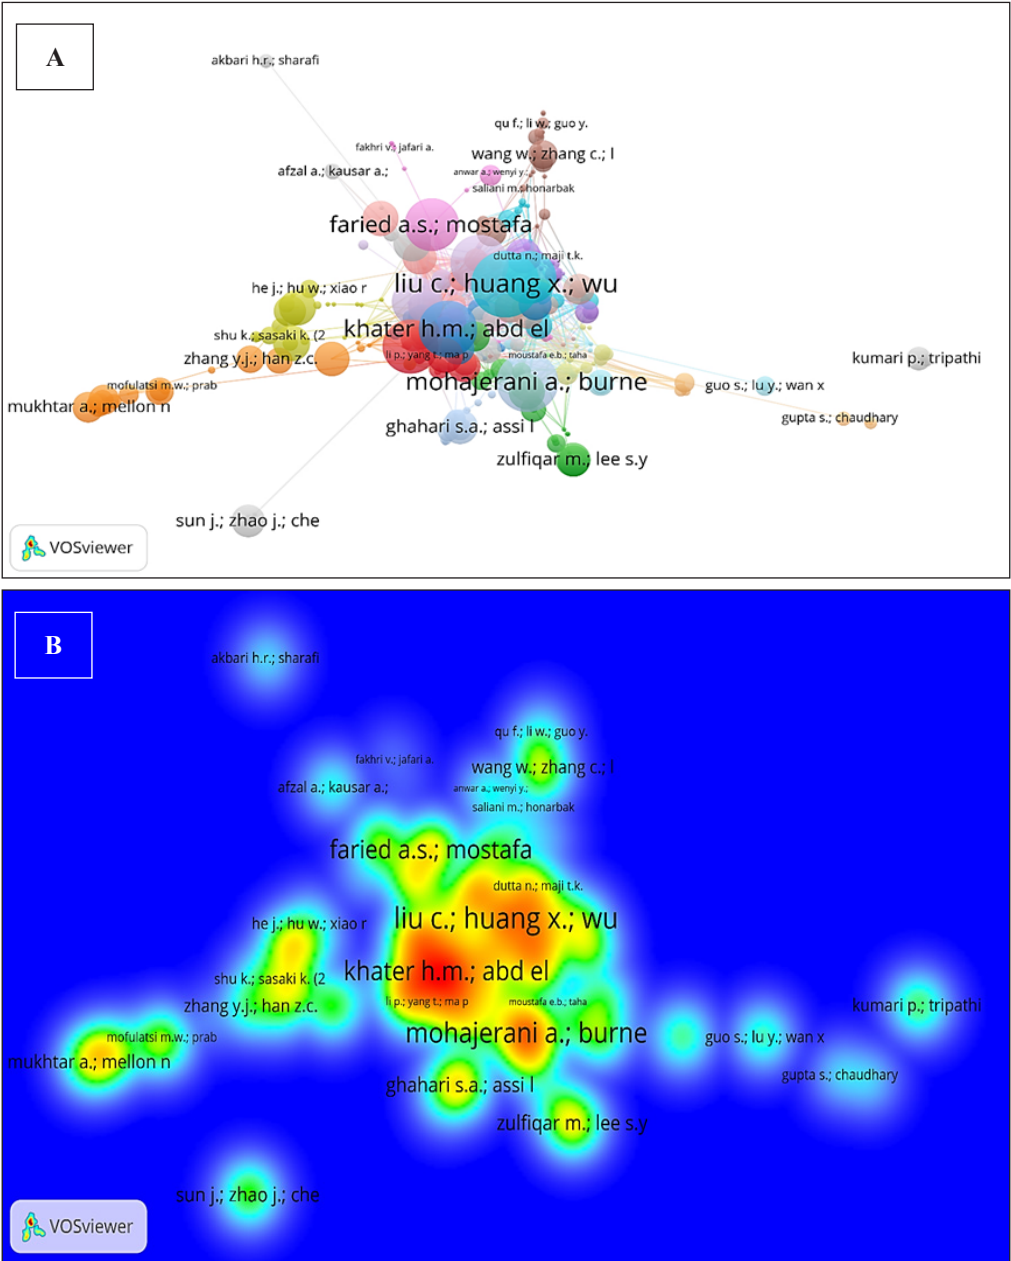 A
akbari h.r.; sharafi
qu f.; li w.; guo y.
fakhri v.; jafari a.
wang w.; zhang c.; l
afzal a.; kausar a.;
anwar a.; wenyi y.;
saliani m.; honarbak
faried a.s.; mostafa
dutta n.; maji t.k.
he j.; hu w.; xiao r
liu c.; huang x.; wu
shu k.; sasaki k. (2
khater h.m.; abd el
zhang y.j.; han z.c.
li p.; yang t.; ma p
moustafa e.b.; taha
kumari p.; tripathi
mofulatsi m.w.; prab
mohajerani a.; burne
guo s.; lu y.; wan x
mukhtar a.; mellon n
gupta s.; chaudhary
ghahari s.a.; assi l
zulfiqar m.; lee s.y
sun j.; zhao j.; che
VOSviewer
B
akbari h.r.; sharafi
qu f.; li w.; guo y.
fakhri v.; jafari a.
wang w.; zhang c.; l
afzal a.; kausar a.;
anwar a.; wenyi y.;
saliani m.; honarbak
faried a.s.; mostafa
dutta n.; maji t.k.
he j.; hu w.; xiao r
liu c.; huang x.; wu
shu k.; sasaki k. (2
khater h.m.; abd el
zhang y.j.; han z.c.
li p.; yang t.; ma p
moustafa e.b.; taha
kumari p.; tripathi
mofulatsi m.w.; prab
mohajerani a.; burne
guo s.; lu y.; wan x
mukhtar a.; mellon n
gupta s.; chaudhary
ghahari s.a.; assi l
zulfiqar m.; lee s.y
sun j.; zhao j.; che
VOSviewer